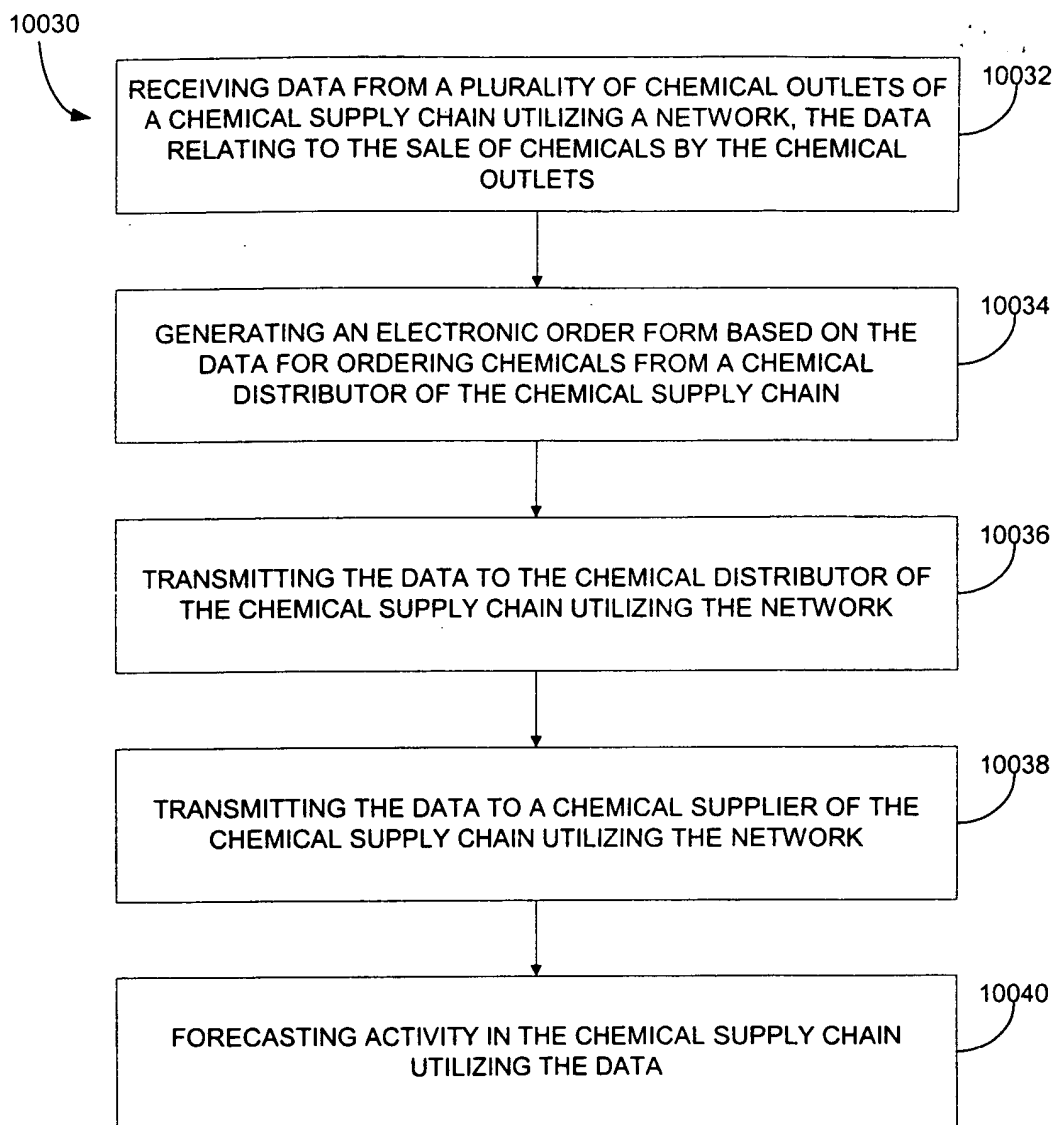 10030
RECEIVING DATA FROM A PLURALITY OF CHEMICAL OUTLETS OF
A CHEMICAL SUPPLY CHAIN UTILIZING A NETWORK, THE DATA
RELATING TO THE SALE OF CHEMICALS BY THE CHEMICAL
OUTLETS
10032
GENERATING AN ELECTRONIC ORDER FORM BASED ON THE
DATA FOR ORDERING CHEMICALS FROM A CHEMICAL
DISTRIBUTOR OF THE CHEMICAL SUPPLY CHAIN
10034
TRANSMITTING THE DATA TO THE CHEMICAL DISTRIBUTOR OF
THE CHEMICAL SUPPLY CHAIN UTILIZING THE NETWORK
10036
TRANSMITTING THE DATA TO A CHEMICAL SUPPLIER OF THE
CHEMICAL SUPPLY CHAIN UTILIZING THE NETWORK
10038
FORECASTING ACTIVITY IN THE CHEMICAL SUPPLY CHAIN
UTILIZING THE DATA
10040